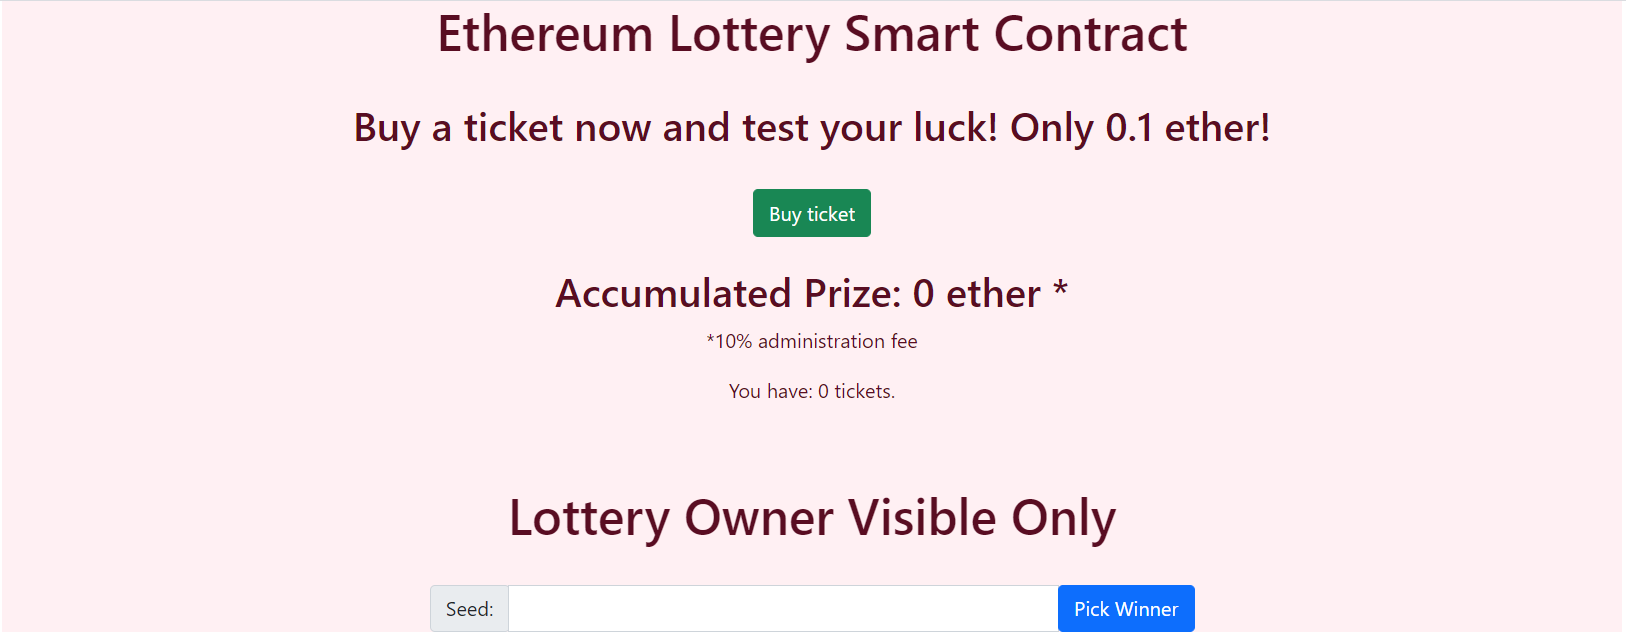 Ethereum Lottery Smart Contract
Buy a ticket now and test your luck! Only 0.1 ether!
Buy ticket
Accumulated Prize: 0 ether *
*10% administration fee
You have: 0 tickets.
Lottery Owner Visible Only
Seed: Pick Winner